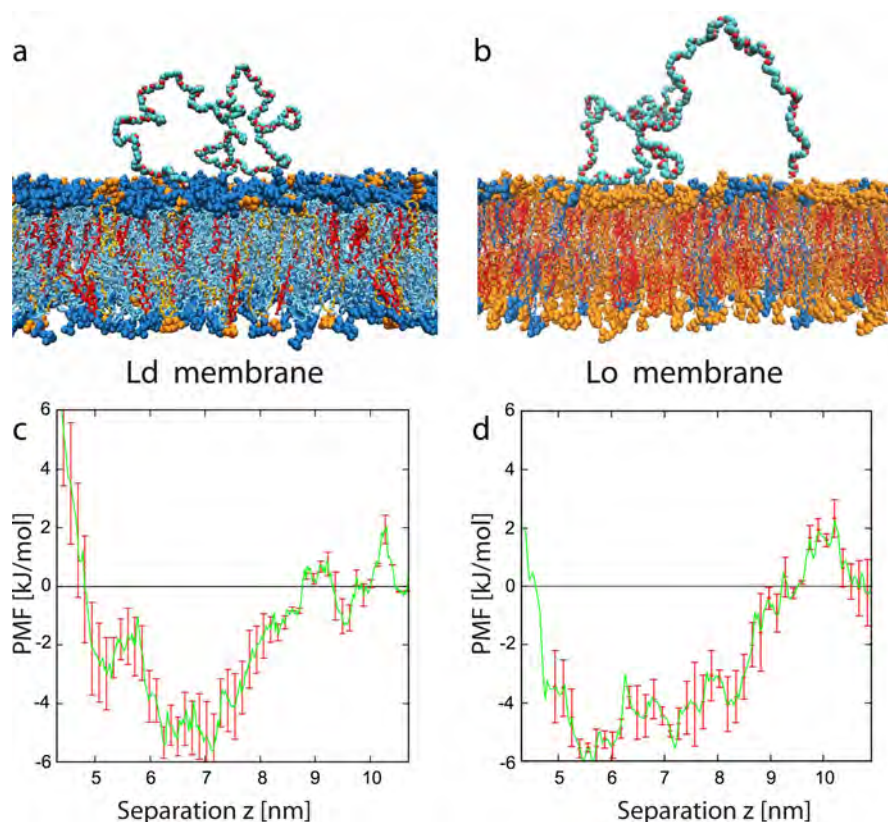 a
b
Ld membrane
Lo membrane
c
d
6
4
2
0
-2
-4
-6
PMF [kJ/mol]
5 6 7 8 9 10
Separation z [nm]
6
4
2
0
-2
-4
-6
PMF [kJ/mol]
5 6 7 8 9 10
Separation z [nm]